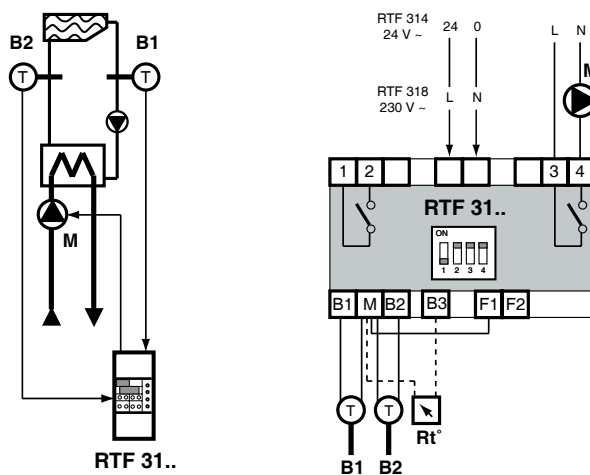 B2
B1
T
T
M
RTF 31..
RTF 314
24 V ~
24 0
L N
RTF 318
230 V ~
L N
M
1 2 3 4
RTF 31..
ON
1 2 3 4
B1 M B2 B3 F1 F2
T T
Rt°
B1 B2